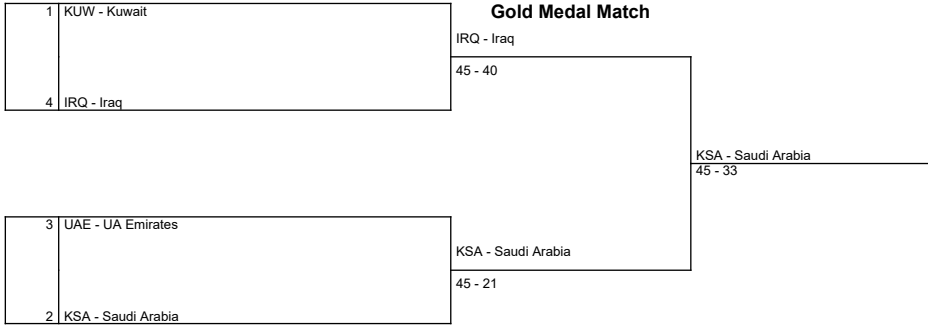 1 KUW - Kuwait
Gold Medal Match
IRQ - Iraq
45 - 40
4 IRQ - Iraq
KSA - Saudi Arabia
45 - 33
3 UAE - UA Emirates
KSA - Saudi Arabia
45 - 21
2 KSA - Saudi Arabia